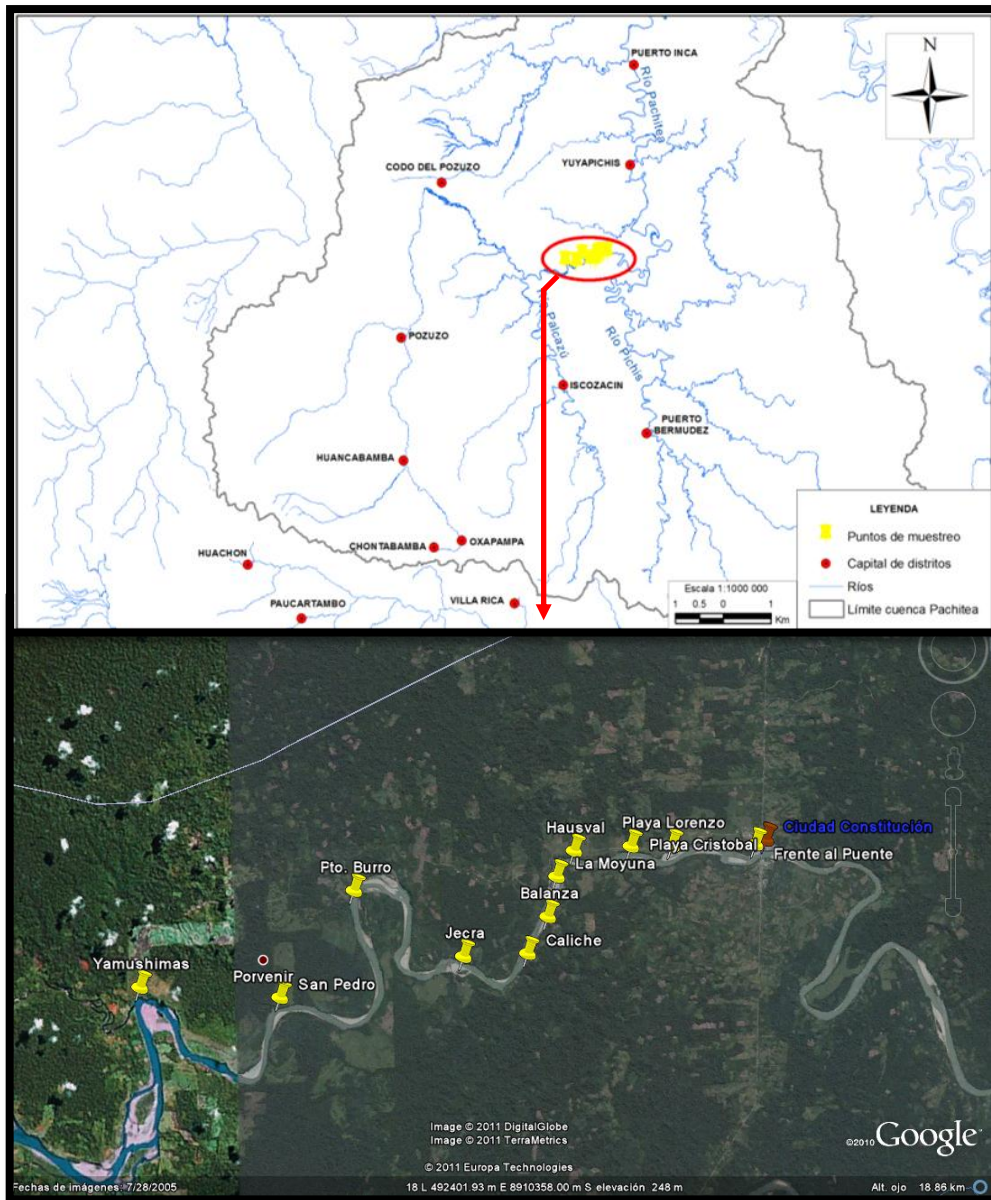 PUERTO INCA
N
Río Pachitea
YUYAPICHIS
CODO DEL POZUZO
Río Palcazú
Río Pichis
POZUZO
ISCOZACIN
PUERTO
BERMUDEZ
HUANCABAMBA
LEYENDA
Puntos de muestreo
Capital de distritos
Ríos
Límite cuenca Pachitea
HUACHON
CHONTABAMBA
OXAPAMPA
PAUCARTAMBO
VILLA RICA
Escala 1:1000 000
1 0.5 0 1
Km
Hausval
Playa Lorenzo
Ciudad Constitución
Playa Cristobal
Frente al Puente
La Moyuna
Pto. Burro
Balanza
Jecra
Caliche
Yamushimas
Porvenir
San Pedro
Image © 2011 DigitalGlobe
Image © 2011 TerraMetrics
© 2011 Europa Technologies
©2010 Google
Fechas de imágenes: 7/28/2005
18 L 492401.93 m E 8910358.00 m S elevación 248 m
Alt. ojo 18.86 km